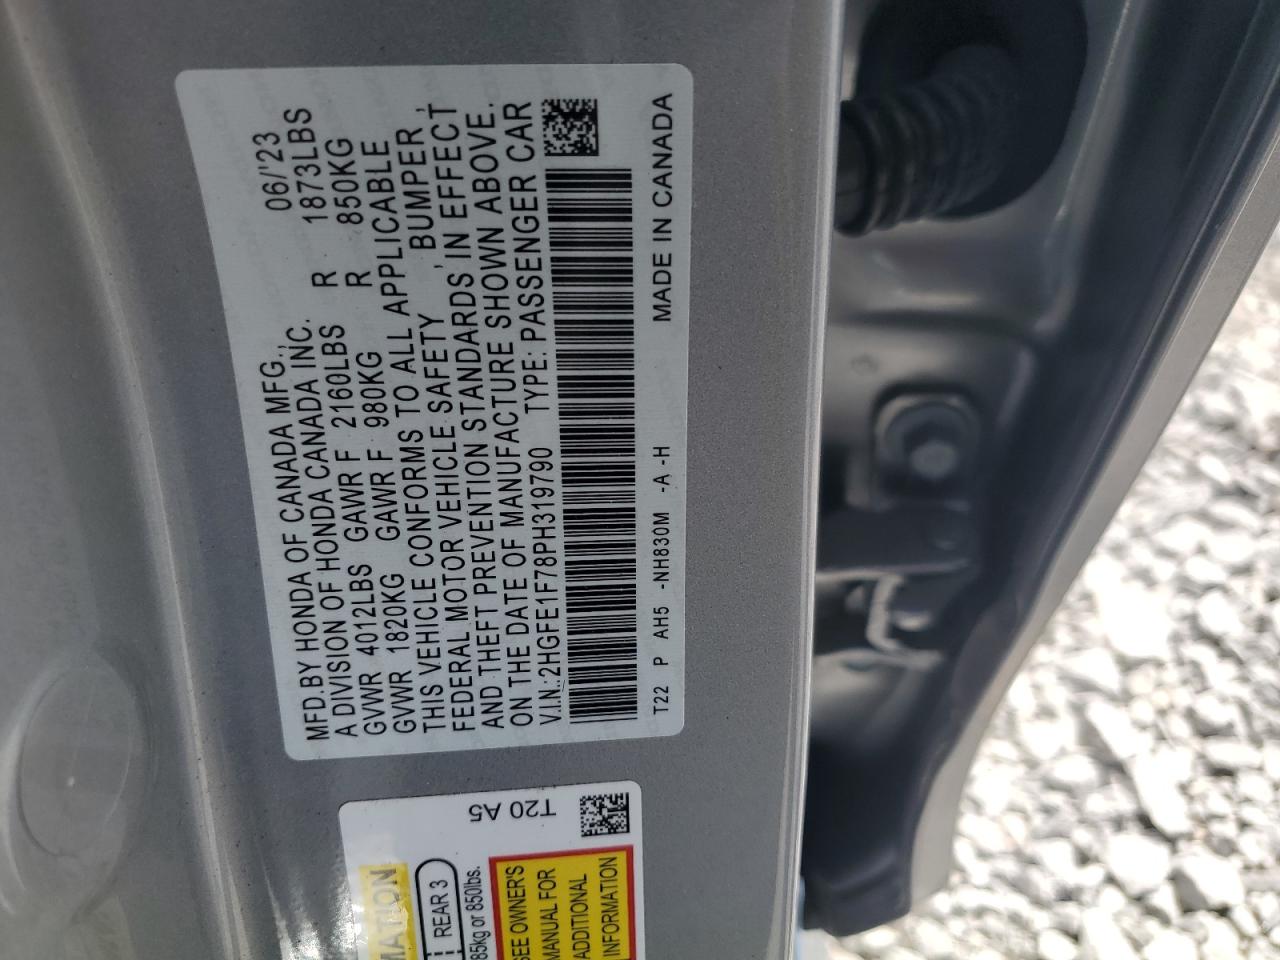 MFD.BY HONDA OF CANADA MFG., 06/'23
A DIVISION OF HONDA CANADA INC.
GVWR 4012LBS GAWR F 2160LBS R 1873LBS
GVWR 1820KG GAWR F 980KG R 850KG
THIS VEHICLE CONFORMS TO ALL APPLICABLE
FEDERAL MOTOR VEHICLE SAFETY , BUMPER ,
AND THEFT PREVENTION STANDARDS IN EFFECT
ON THE DATE OF MANUFACTURE SHOWN ABOVE.
V.I.N.:2HGFE1F78PH319790 TYPE: PASSENGER CAR
T22 P AH5 -NH830M -A -H MADE IN CANADA
T20 A5
REAR 3
850lbs.
SEE OWNER'S
MANUAL FOR
ADDITIONAL
INFORMATION